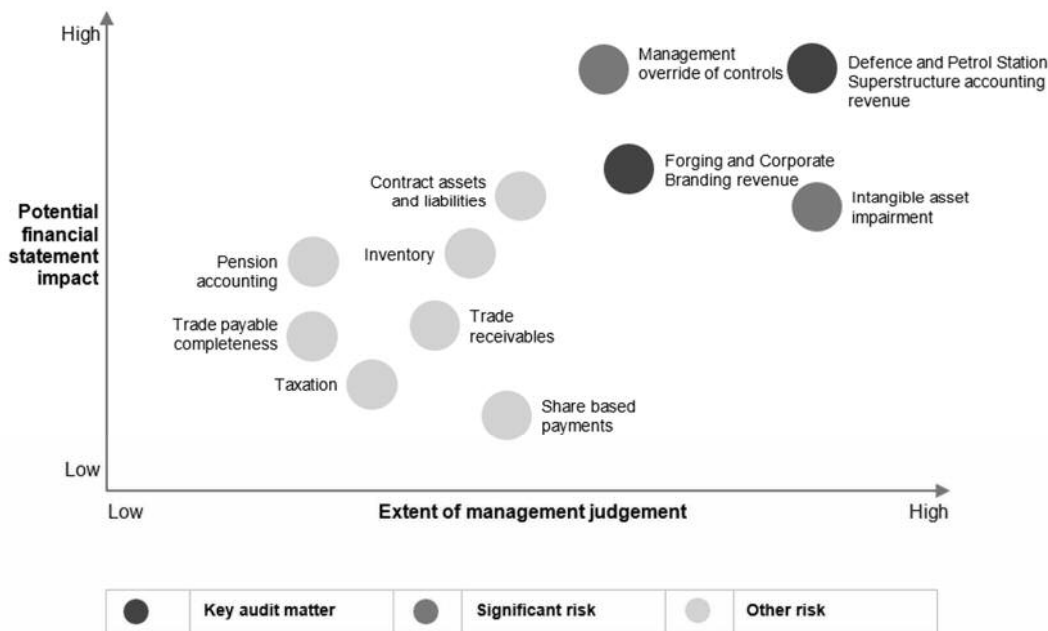 High
Management
override of controls
Defence and Petrol Station
Superstructure accounting
revenue
Forging and Corporate
Branding revenue
Contract assets
and liabilities
Intangible asset
impairment
Potential
financial
statement
impact
Inventory
Pension
accounting
Trade payable
completeness
Trade
receivables
Taxation
Share based
payments
Low
Low
Extent of management judgement
High
Key audit matter
Significant risk
Other risk